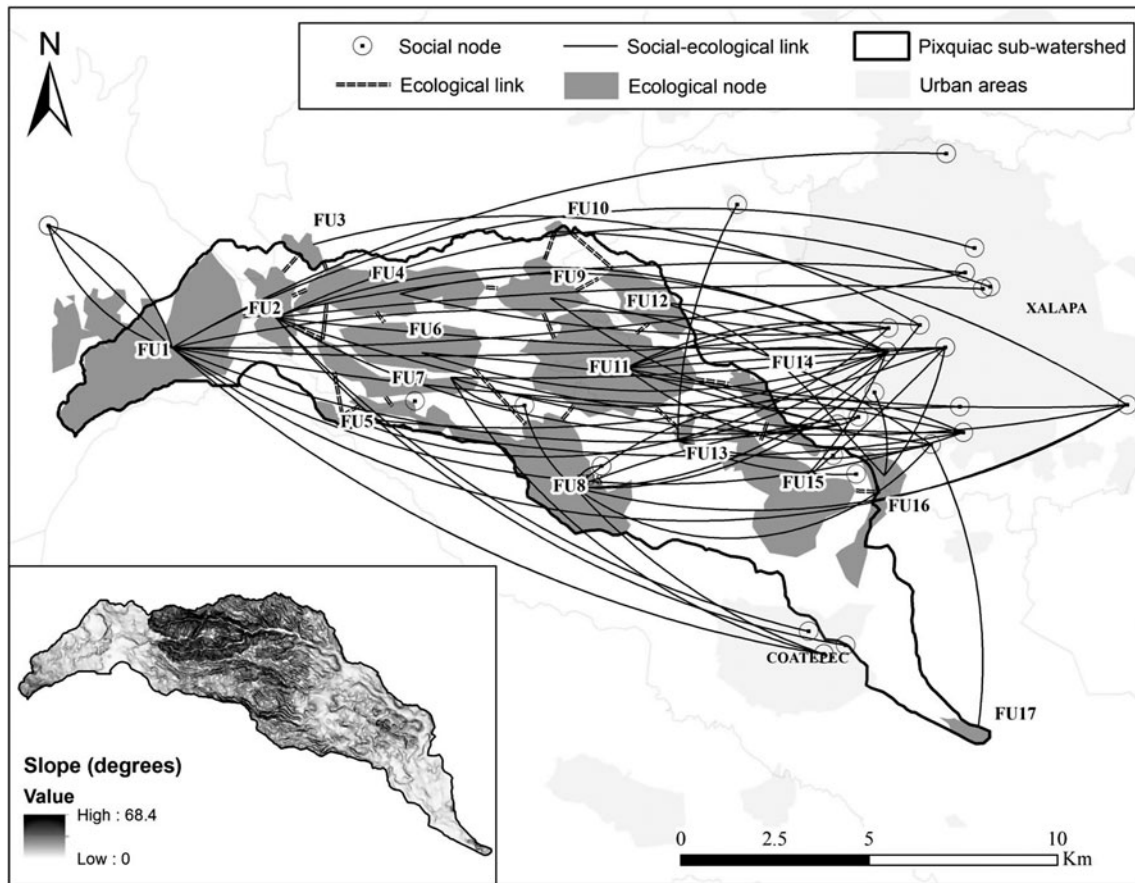 N
Social node
Social-ecological link
Pixquiac sub-watershed
Ecological link
Ecological node
Urban areas
FU3
FU10
FU4
FU9
FU2
FU12
XALAPA
FU6
FU1
FU11
FU14
FU7
FU5
FU13
FU8
FU15
FU16
COATEPEC
FU17
Slope (degrees)
Value
High : 68.4
Low : 0
0 2.5 5 10
Km